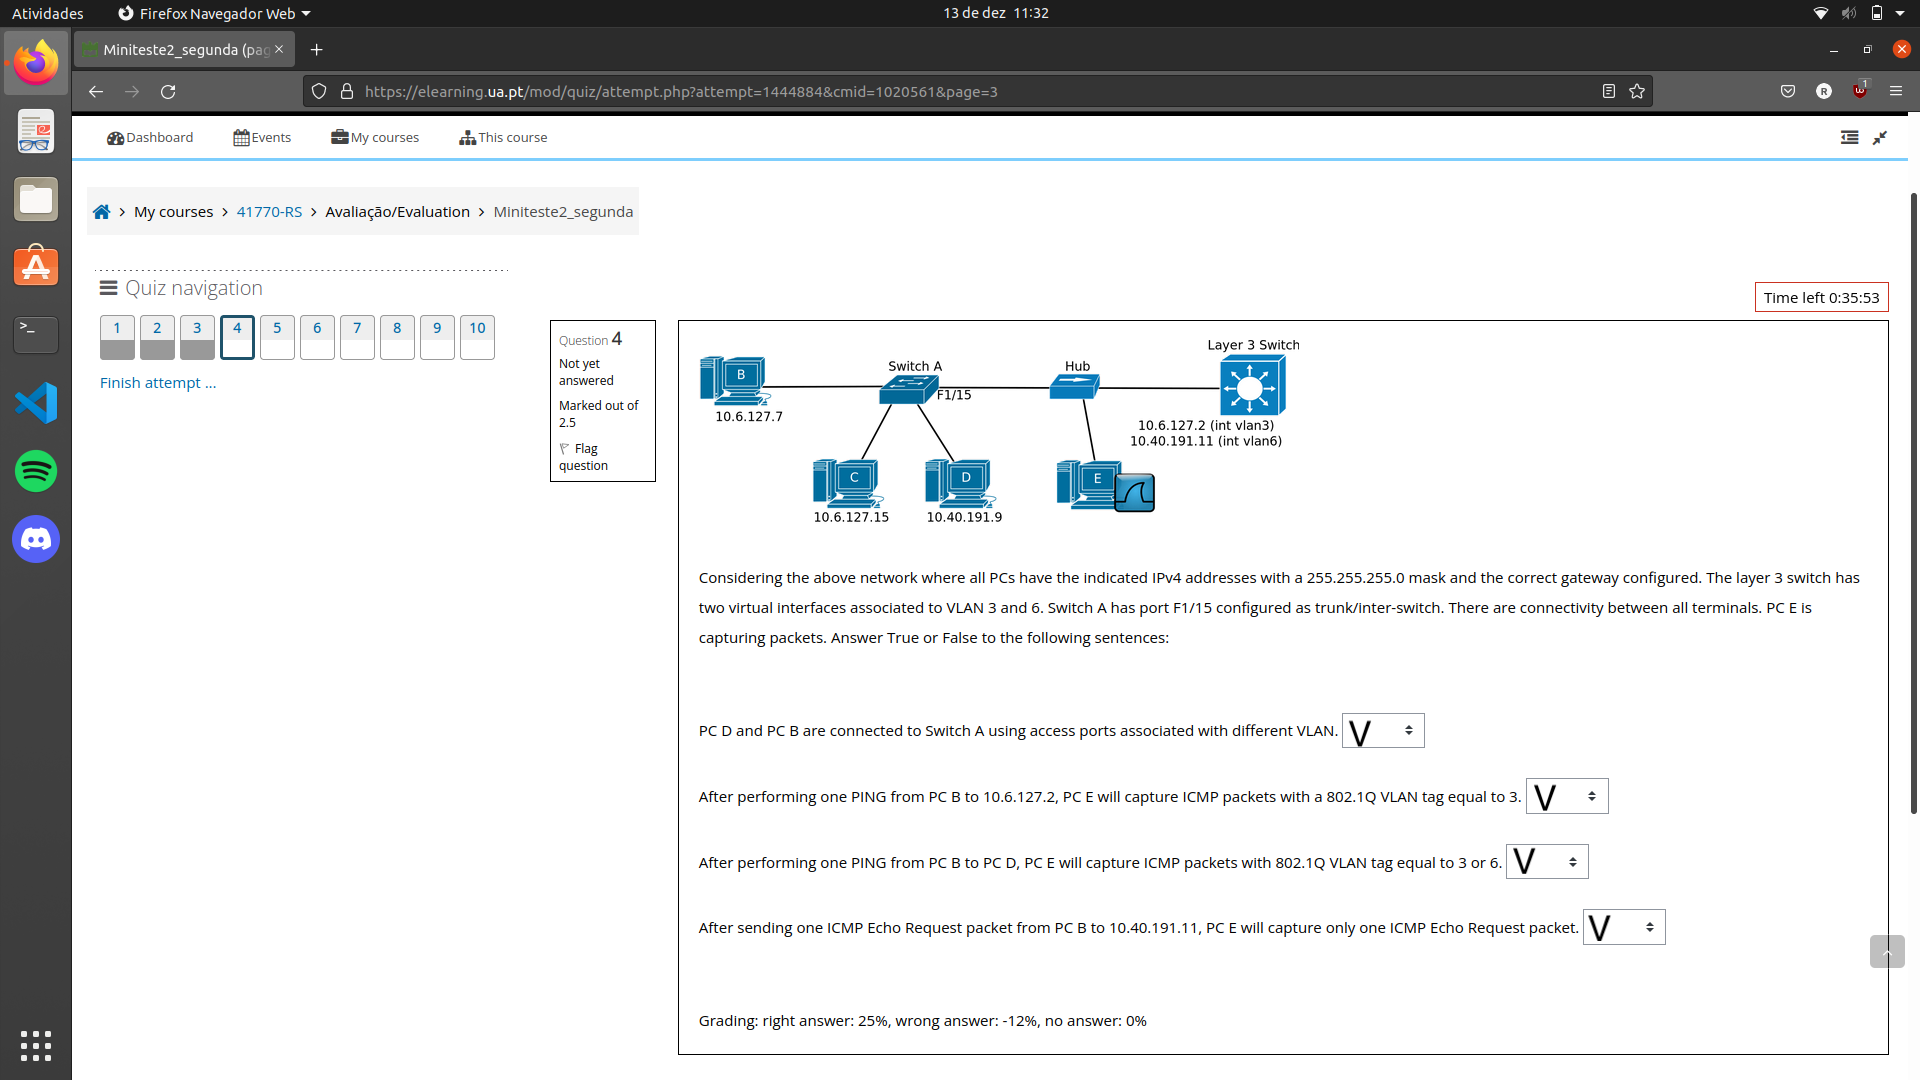 Atividades
Firefox Navegador Web
13 de dez 11:32
Miniteste2_segunda (pag
https://elearning.ua.pt/mod/quiz/attempt.php?attempt=1444884&cmid=1020561&page=3
R
1
Dashboard
Events
My courses
This course
My courses
41770-RS
Avaliação/Evaluation
Miniteste2_segunda
Quiz navigation
1 2 3 4 5 6 7 8 9 10
Finish attempt ...
Time left 0:35:53
Question 4
Not yet
answered
Marked out of
2.5
Flag
question
Layer 3 Switch
Switch A
Hub
B
F1/15
10.6.127.7
10.6.127.2 (int vlan3)
10.40.191.11 (int vlan6)
C
D
E
10.6.127.15
10.40.191.9
Considering the above network where all PCs have the indicated IPv4 addresses with a 255.255.255.0 mask and the correct gateway configured. The layer 3 switch has
two virtual interfaces associated to VLAN 3 and 6. Switch A has port F1/15 configured as trunk/inter-switch. There are connectivity between all terminals. PC E is
capturing packets. Answer True or False to the following sentences:
PC D and PC B are connected to Switch A using access ports associated with different VLAN. V
After performing one PING from PC B to 10.6.127.2, PC E will capture ICMP packets with a 802.1Q VLAN tag equal to 3. V
After performing one PING from PC B to PC D, PC E will capture ICMP packets with 802.1Q VLAN tag equal to 3 or 6. V
After sending one ICMP Echo Request packet from PC B to 10.40.191.11, PC E will capture only one ICMP Echo Request packet. V
Grading: right answer: 25%, wrong answer: -12%, no answer: 0%